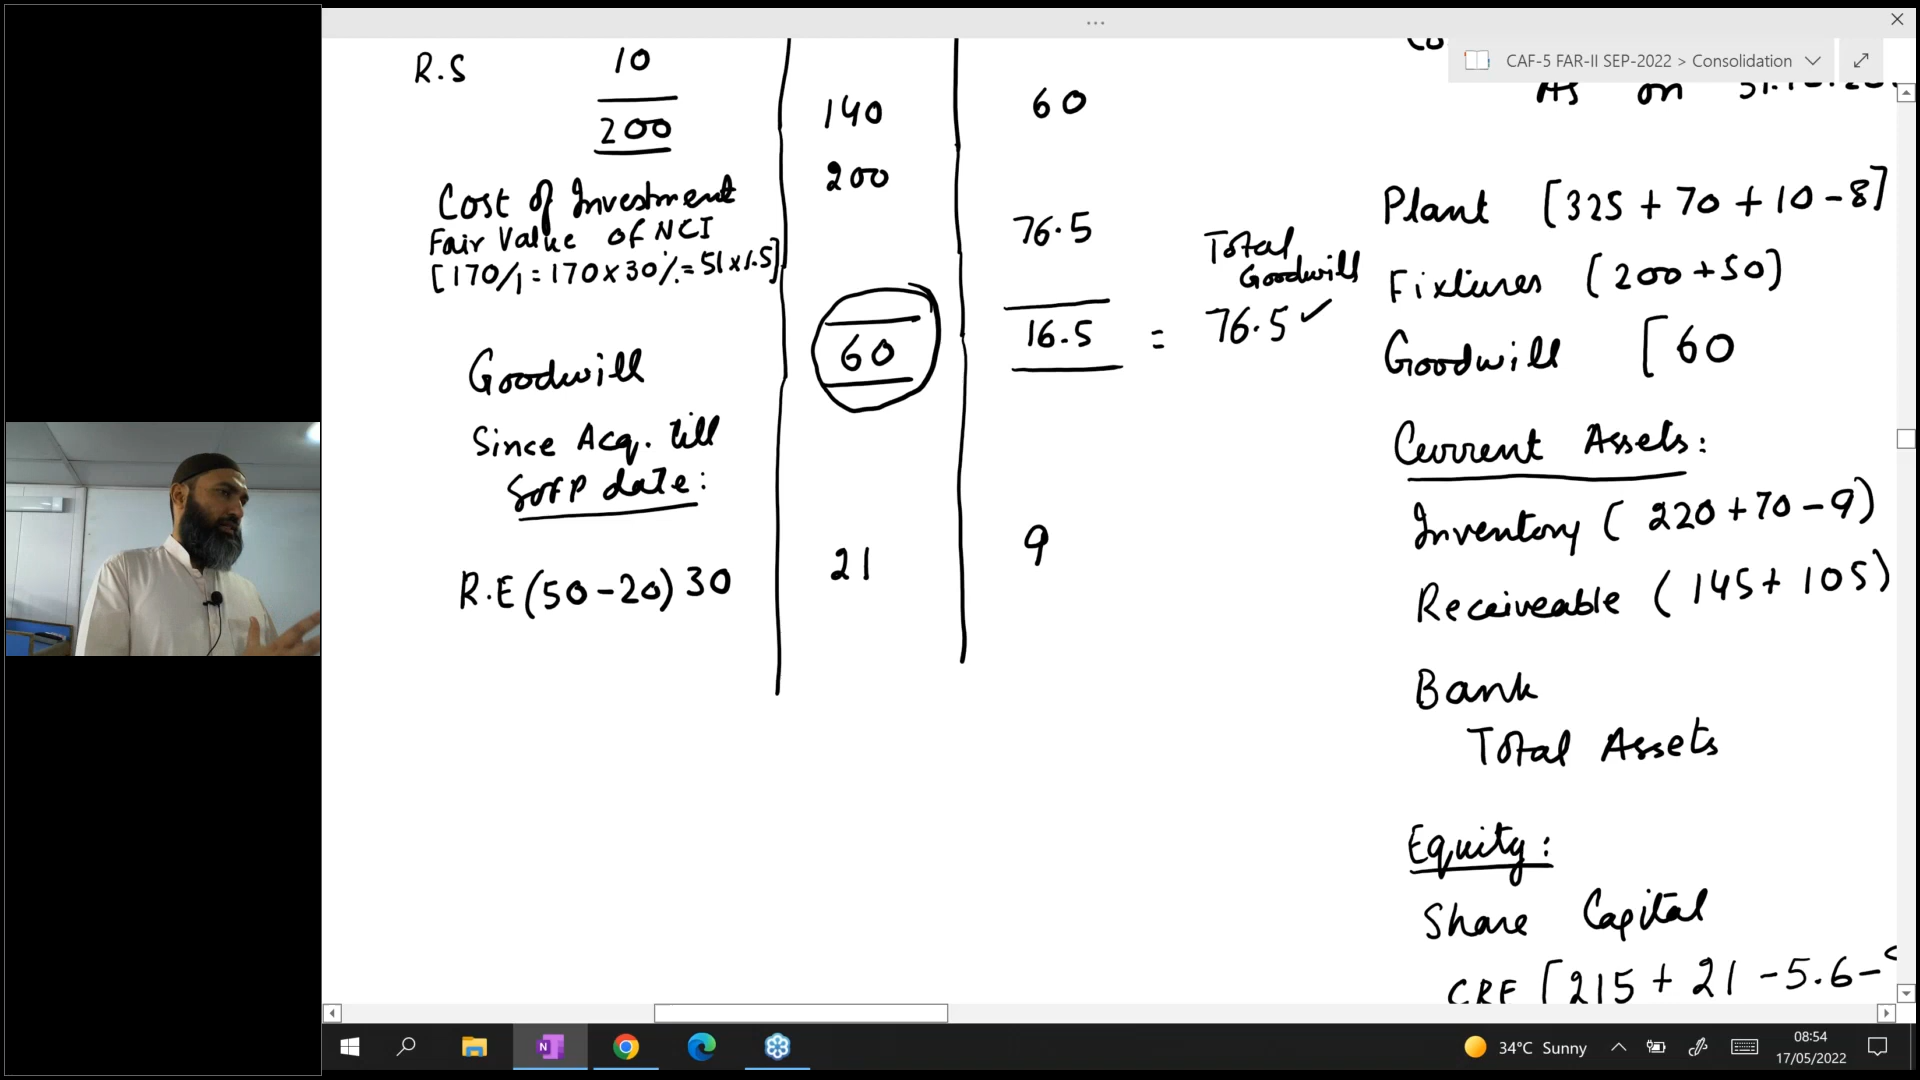 CAF-5 FAR-II SEP-2022 > Consolidation
R.S 10
200 140 60
Cost of Investment 200
Fair Value of NCI 76.5
[170/1 = 170 x 30% = 51 x 1.5]
Goodwill 60 16.5 = 76.5 ✓
Total
Goodwill
Since Acq. till
SOFP date:
R.E (50 - 20) 30 21 9
As on
Plant [325 + 70 + 10 - 8]
Fixtures (200 + 50)
Goodwill [60
Current Assets:
Inventory (220 + 70 - 9)
Receiveable (145 + 105)
Bank
Total Assets
Equity:
Share Capital
CRE [215 + 21 - 5.6 -
34°C Sunny
08:54
17/05/2022